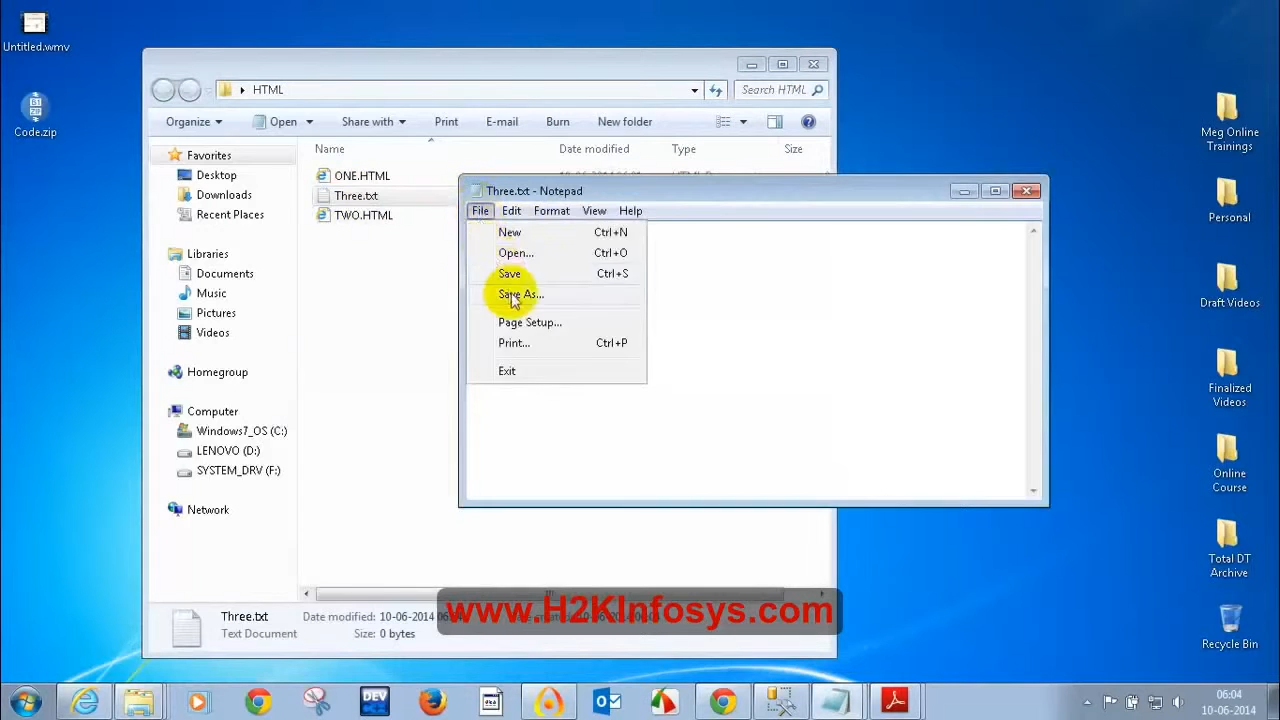 Untitled.wmv
Code.zip
HTML
Search HTML
Organize
Open
Share with
Print
E-mail
Burn
New folder
Name
Date modified
Type
Size
Favorites
Desktop
Downloads
Recent Places
Libraries
Documents
Music
Pictures
Videos
Homegroup
Computer
Windows7_OS (C:)
LENOVO (D:)
SYSTEM_DRV (F:)
Network
ONE.HTML
Three.txt
TWO.HTML
Three.txt - Notepad
File Edit Format View Help
New Ctrl+N
Open... Ctrl+O
Save Ctrl+S
Save As...
Page Setup...
Print... Ctrl+P
Exit
Three.txt
Date modified: 10-06-2014
Text Document
Size: 0 bytes
www.H2KInfosys.com
Meg Online
Trainings
Personal
Draft Videos
Finalized
Videos
Online
Course
Total DT
Archive
Recycle Bin
DEV
06:04
10-06-2014